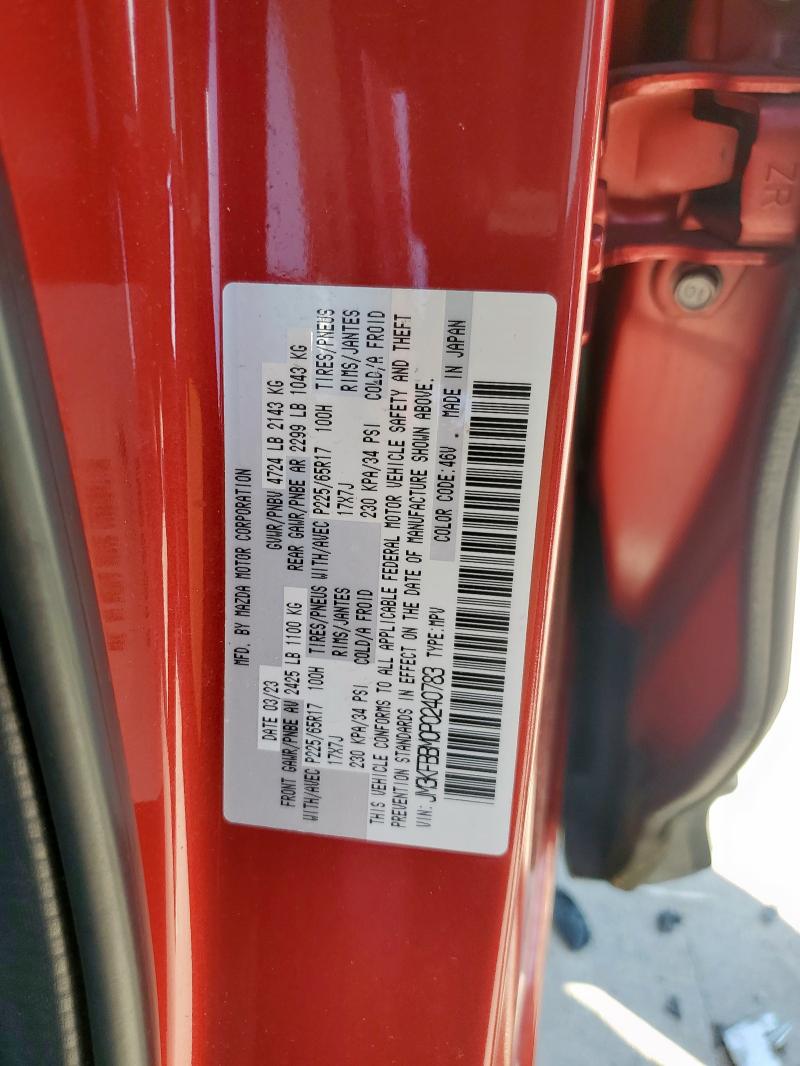 MFD. BY MAZDA MOTOR CORPORATION
DATE 03/23 GVWR/PNBV 4724 LB 2143 KG
FRONT GAWR/PNBE AV 2425 LB 1100 KG REAR GAWR/PNBE AR 2299 LB 1043 KG
WITH/AVEC P225/65R17 100H TIRES/PNEUS WITH/AVEC P225/65R17 100H TIRES/PNEUS
17X7J RIMS/JANTES 17X7J RIMS/JANTES
230 KPA/34 PSI COLD/A FROID 230 KPA/34 PSI COLD/A FROID
THIS VEHICLE CONFORMS TO ALL APPLICABLE FEDERAL MOTOR VEHICLE SAFETY AND THEFT
PREVENTION STANDARDS IN EFFECT ON THE DATE OF MANUFACTURE SHOWN ABOVE.
VIN: JM3KFBBM0P0240783 TYPE:MPV COLOR CODE:46V . MADE IN JAPAN
ZR